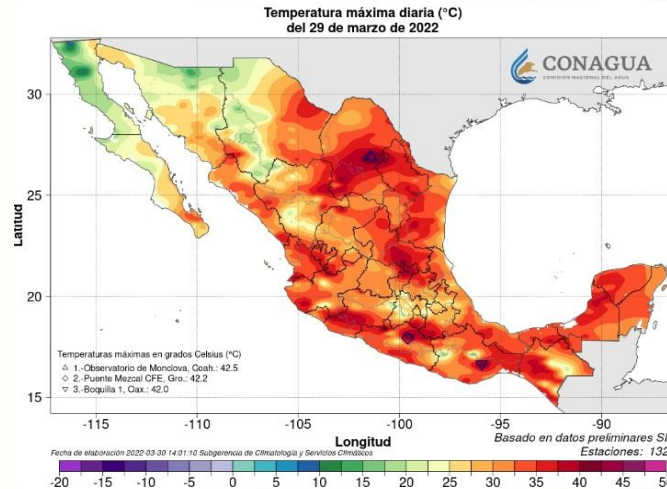 Temperatura máxima diaria (°C)
del 29 de marzo de 2022
CONAGUA
COMISIÓN NACIONAL DEL AGUA
30
25
20
15
Latitud
Temperaturas máximas en grados Celsius (°C)
1.-Observatorio de Monclova, Coah.: 42.5
2.-Puente Mezcal CFE, Gro.: 42.2
3.-Boquilla 1, Oax.: 42.0
-115 -110 -105 -100 -95 -90
Longitud
Basado en datos preliminares
Fecha de elaboración 2022-03-30 14:01:10 Subgerencia de Climatología y Servicios Climáticos
Estaciones: 132
-20 -15 -10 -5 0 5 10 15 20 25 30 35 40 45